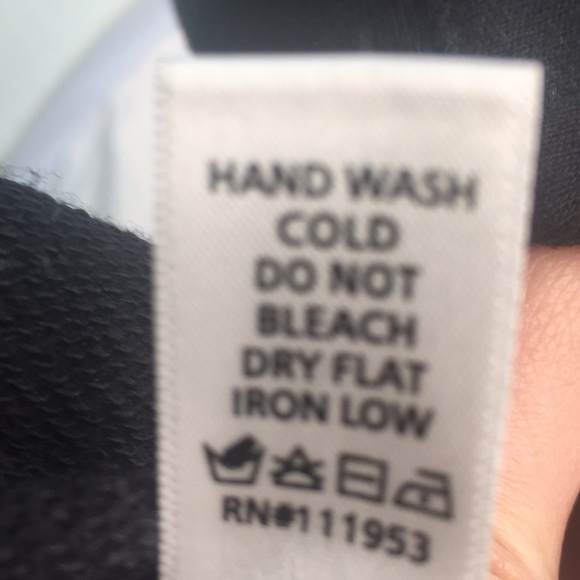 HAND WASH
COLD
DO NOT
BLEACH
DRY FLAT
IRON LOW
RN#111953